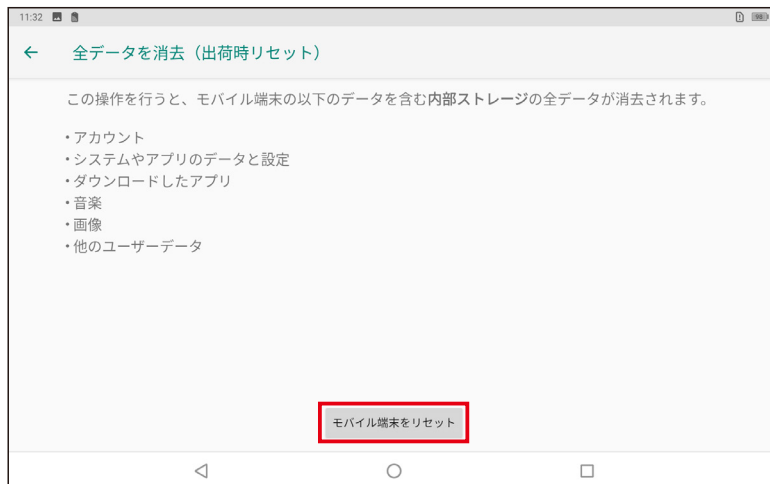 11:32
98
全データを消去（出荷時リセット）
この操作を行うと、モバイル端末の以下のデータを含む内部ストレージの全データが消去されます。
・アカウント
・システムやアプリのデータと設定
・ダウンロードしたアプリ
・音楽
・画像
・他のユーザーデータ
モバイル端末をリセット